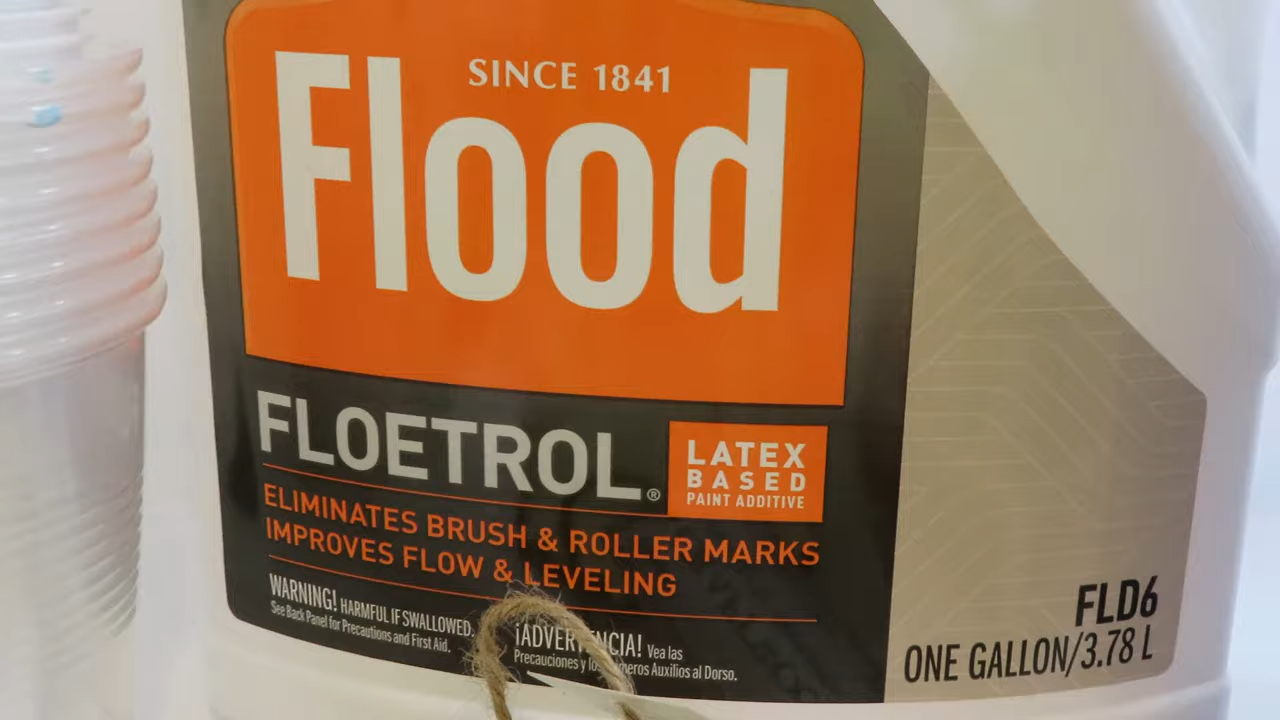 SINCE 1841
Flood
FLOETROL®
LATEX
BASED
PAINT ADDITIVE
ELIMINATES BRUSH & ROLLER MARKS
IMPROVES FLOW & LEVELING
WARNING! HARMFUL IF SWALLOWED.
See Back Panel for Precautions and First Aid.
Vea las
Precauciones y al Dorso.
FLD6
ONE GALLON/3.78 L